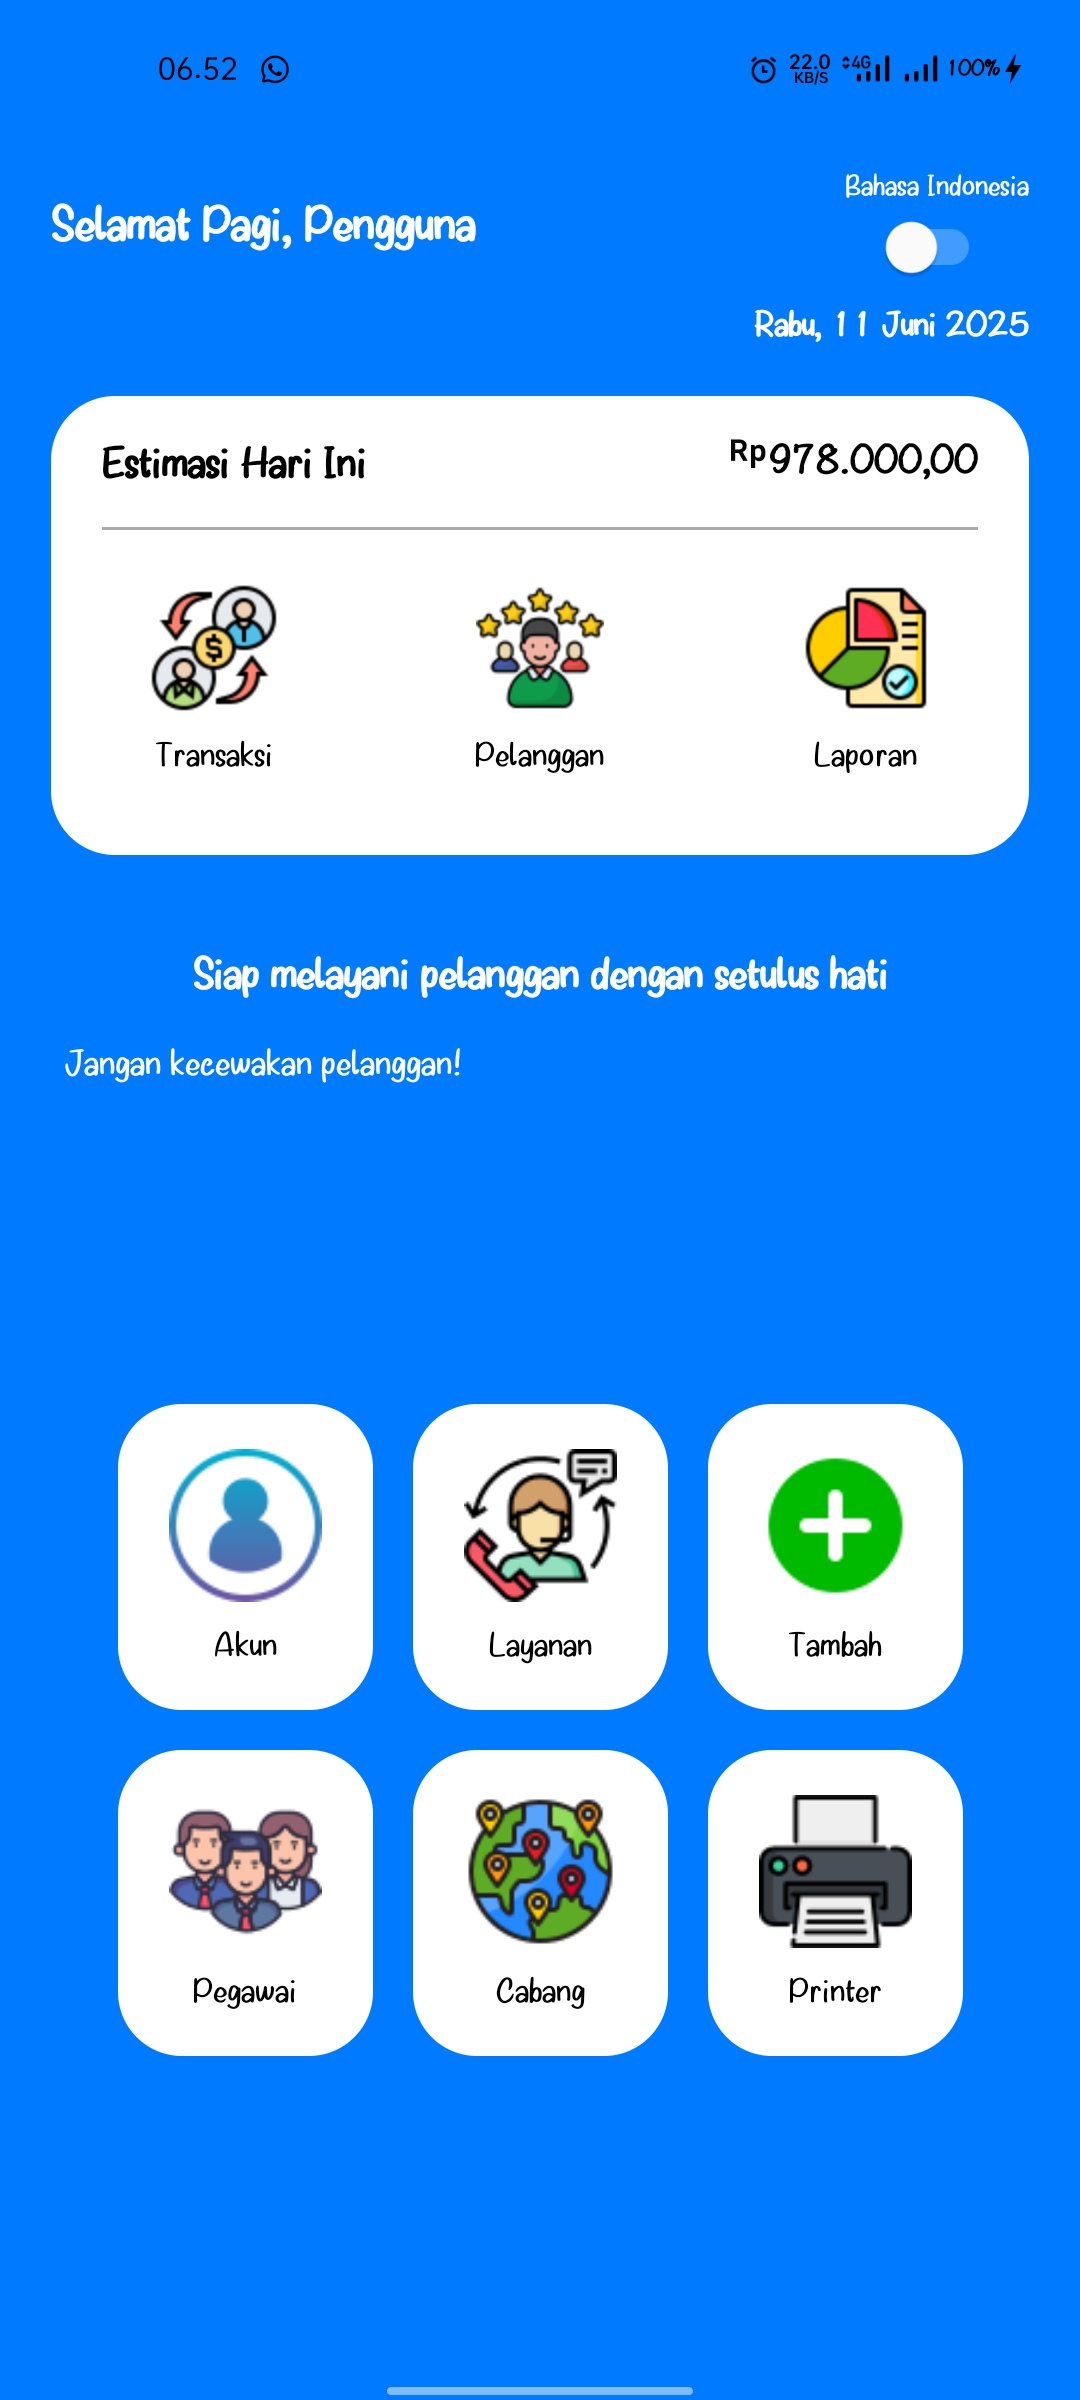 06.52
22.0 KB/S 4G 100%
Bahasa Indonesia
Selamat Pagi, Pengguna
Rabu, 11 Juni 2025
Estimasi Hari Ini Rp978.000,00
Transaksi Pelanggan Laporan
Siap melayani pelanggan dengan setulus hati
Jangan kecewakan pelanggan!
Akun Layanan Tambah
Pegawai Cabang Printer